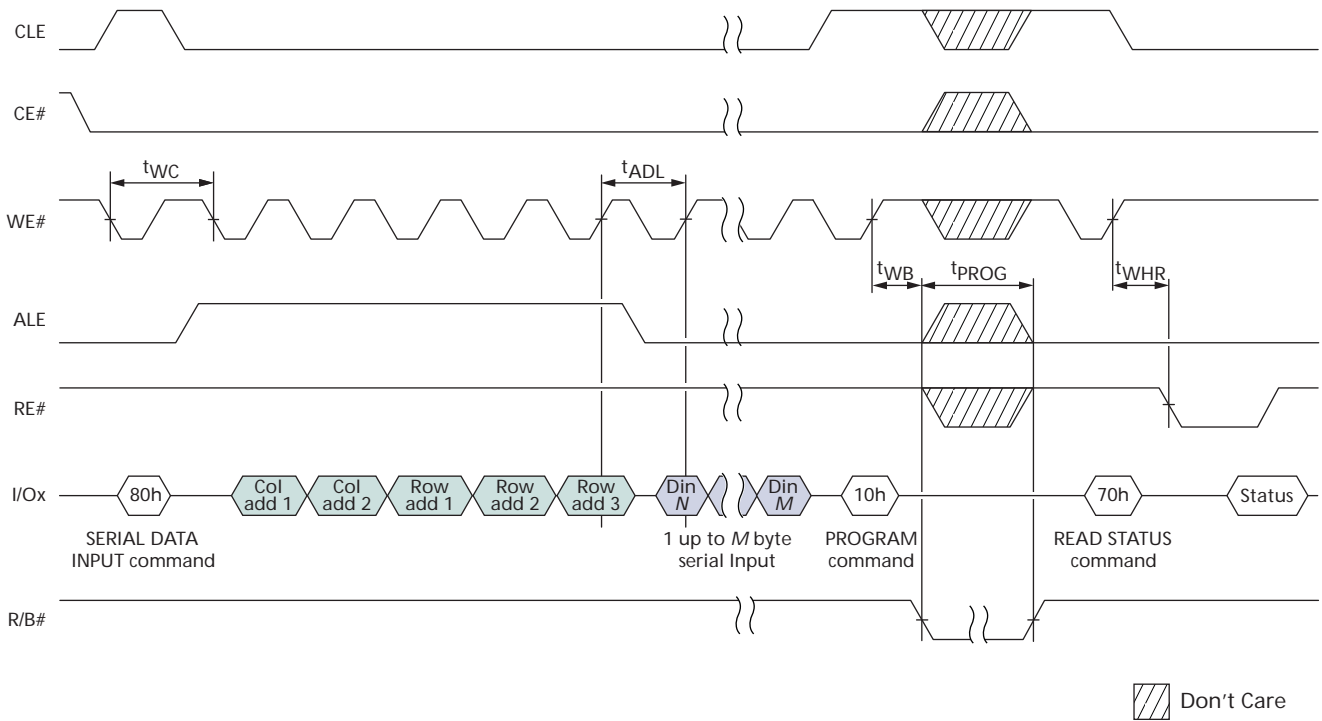 CLE
CE#
tWC
tADL
WE#
tWB
tPROG
tWHR
ALE
RE#
I/Ox
80h
Col
add 1
Col
add 2
Row
add 1
Row
add 2
Row
add 3
Din
N
Din
M
10h
70h
Status
SERIAL DATA
INPUT command
1 up to M byte
serial Input
PROGRAM
command
READ STATUS
command
R/B#
Don't Care